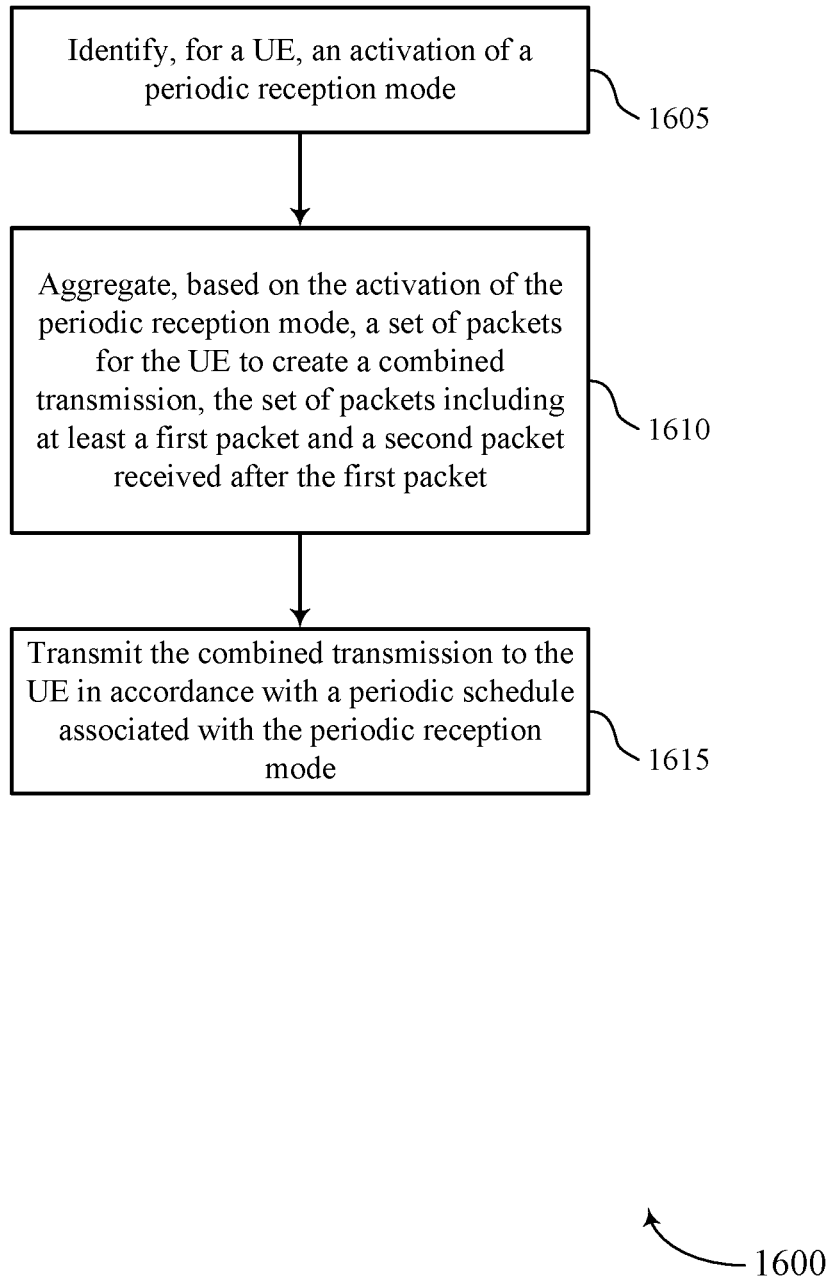 Identify, for a UE, an activation of a
periodic reception mode
1605
Aggregate, based on the activation of the
periodic reception mode, a set of packets
for the UE to create a combined
transmission, the set of packets including
at least a first packet and a second packet
received after the first packet
1610
Transmit the combined transmission to the
UE in accordance with a periodic schedule
associated with the periodic reception
mode
1615
1600